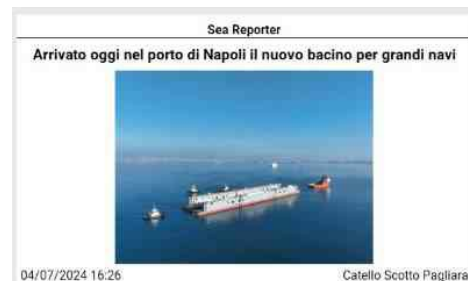 Sea Reporter
Arrivato oggi nel porto di Napoli il nuovo bacino per grandi navi
04/07/2024 16:26
Catello Scotto Pagliara